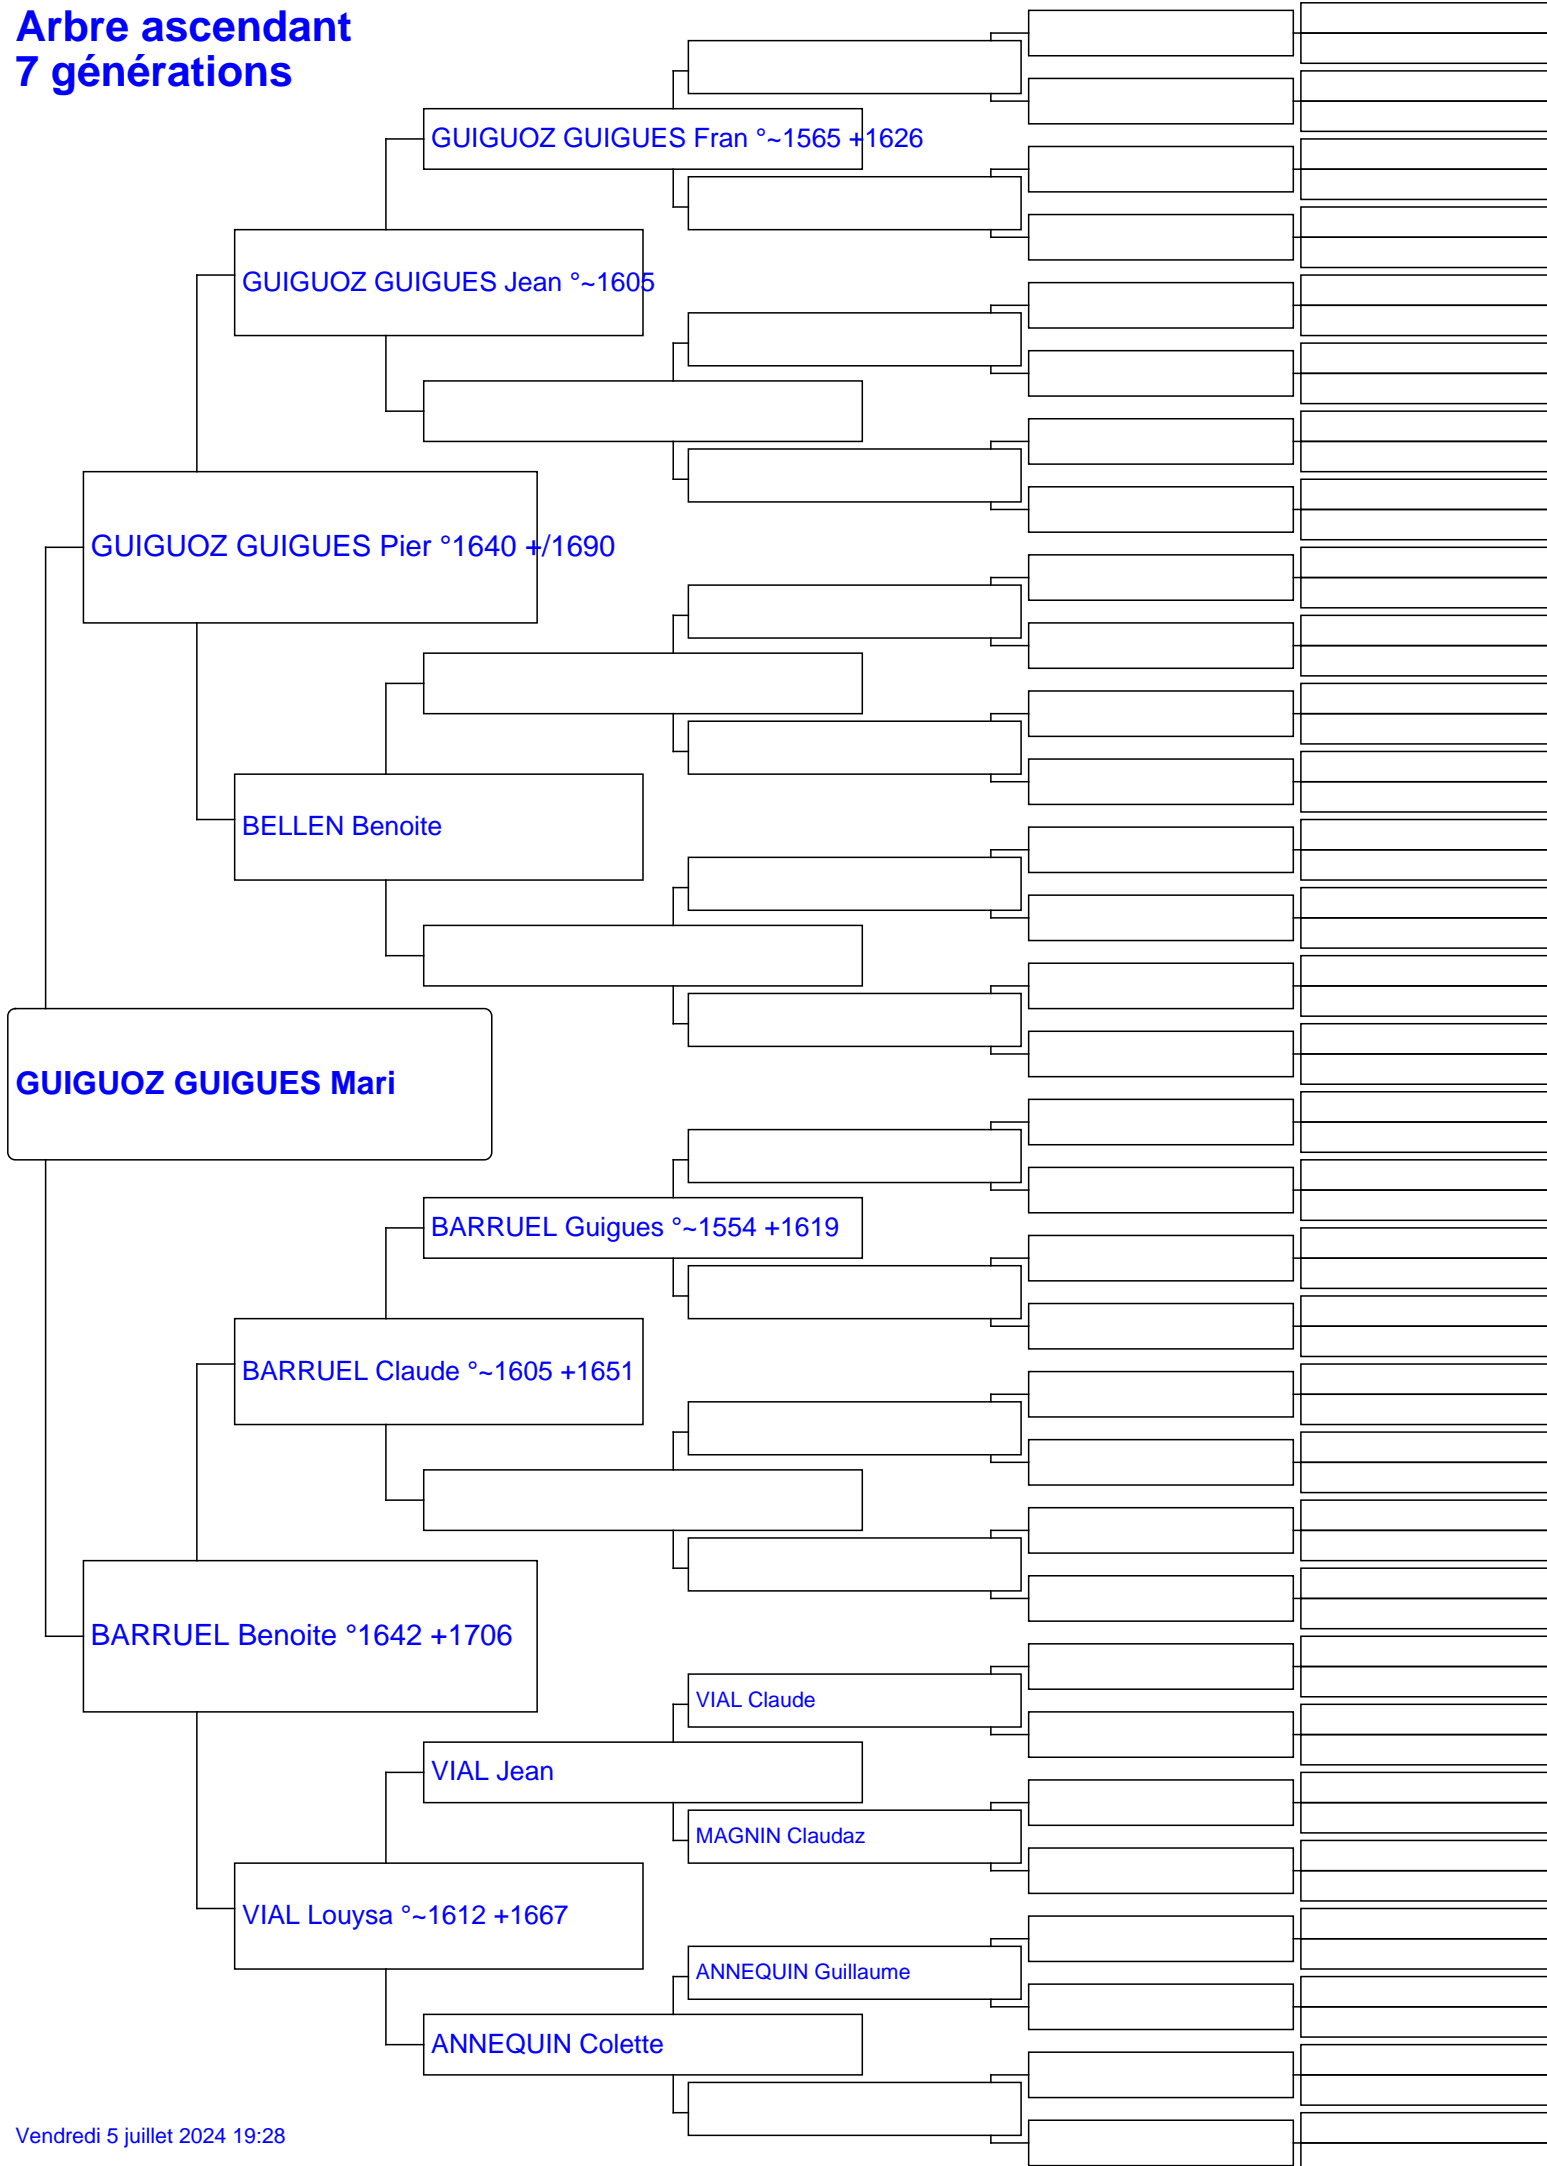 Arbre ascendant
7 générations
GUIGUOZ GUIGUES Fran °~1565 +1626
GUIGUOZ GUIGUES Jean °~1605
GUIGUOZ GUIGUES Pier °1640 +/1690
BELLEN Benoite
GUIGUOZ GUIGUES Mari
BARRUEL Guigues °~1554 +1619
BARRUEL Claude °~1605 +1651
BARRUEL Benoite °1642 +1706
VIAL Claude
VIAL Jean
MAGNIN Claudaz
VIAL Louysa °~1612 +1667
ANNEQUIN Guillaume
ANNEQUIN Colette
Vendredi 5 juillet 2024 19:28